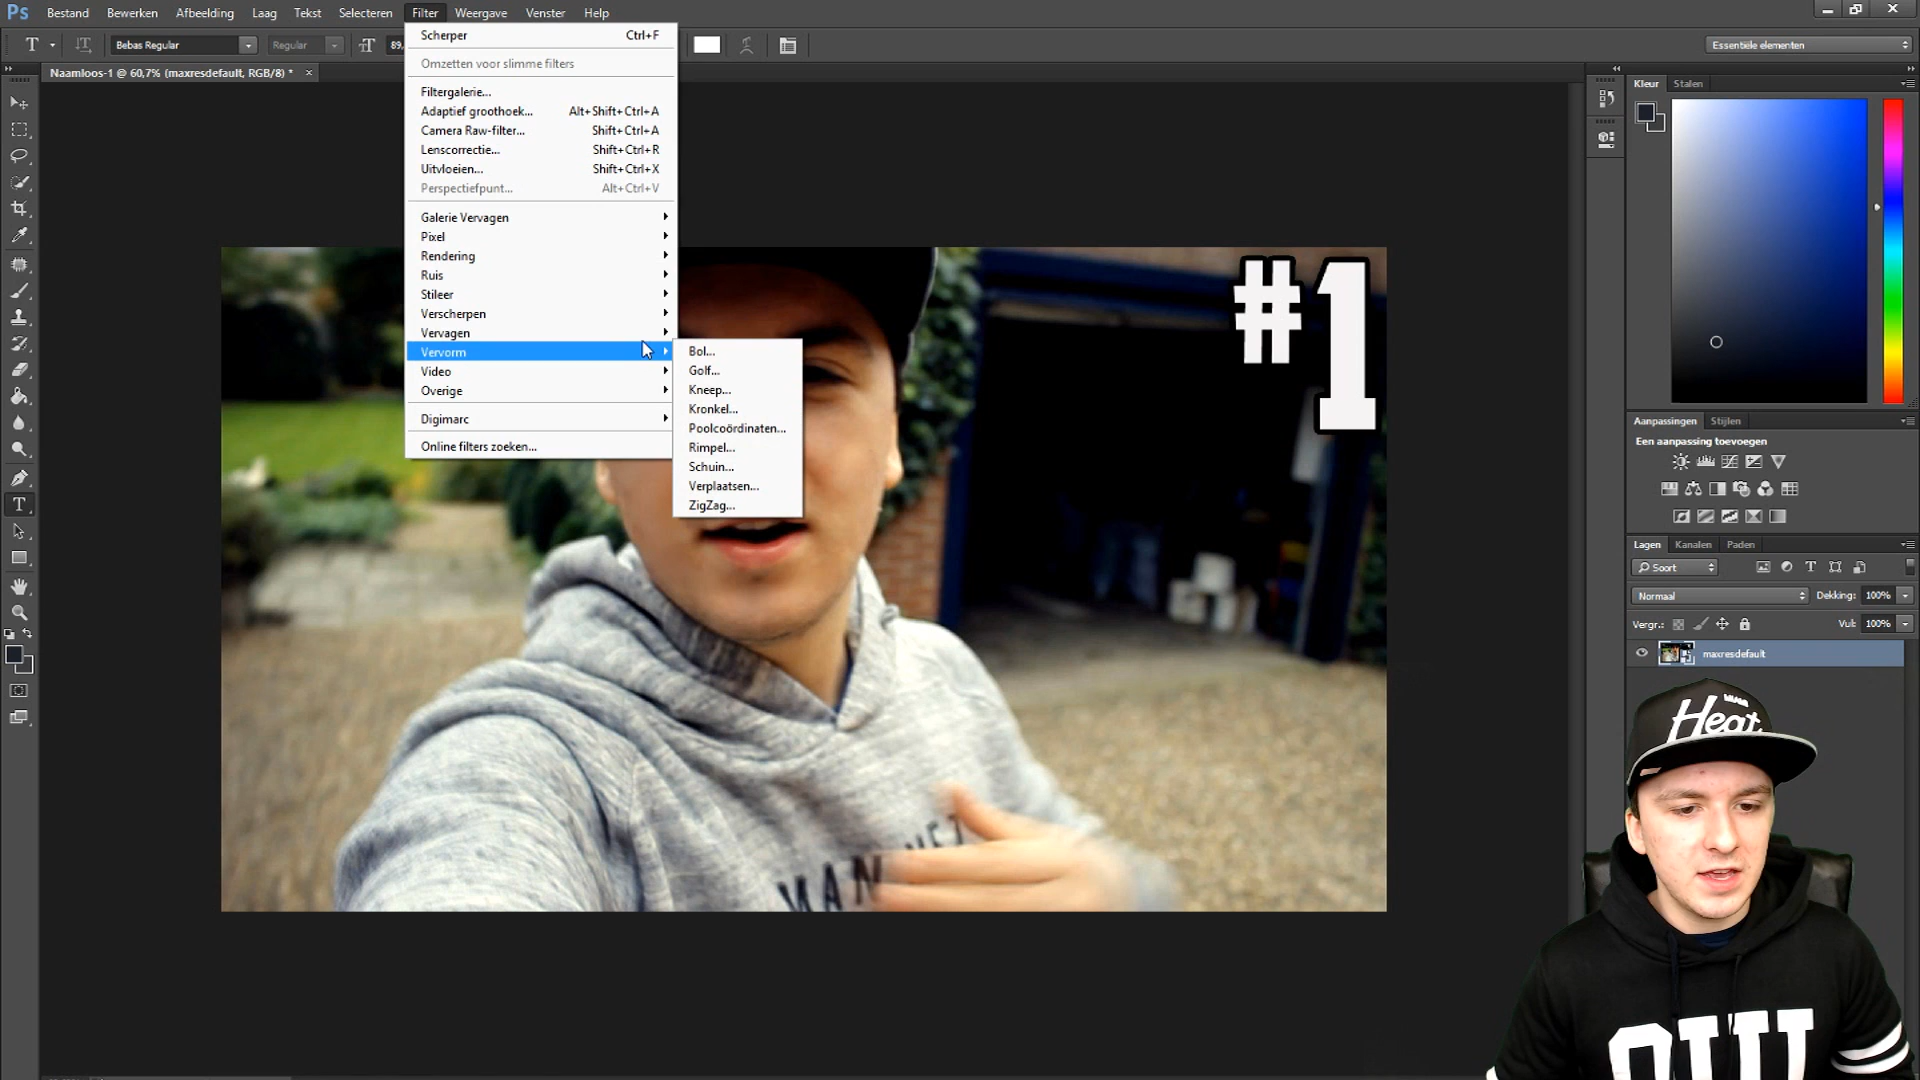 Ps Bestand Bewerken Afbeelding Laag Tekst Selecteren Filter Weergave Venster Help
T Bebas Regular Regular 89, Essentiële elementen
Naamloos-1 @ 60,7% (maxresdefault, RGB/8) * ×
Scherper Ctrl+F
Omzetten voor slimme filters
Filtergalerie...
Adaptief groothoek... Alt+Shift+Ctrl+A
Camera Raw-filter... Shift+Ctrl+A
Lenscorrectie... Shift+Ctrl+R
Uitvloeien... Shift+Ctrl+X
Perspectiefpunt... Alt+Ctrl+V
Galerie Vervagen
Pixel
Rendering
Ruis
Stileer
Verscherpen
Vervagen
Vervorm
Video
Overige
Digimarc
Online filters zoeken...
Bol...
Golf...
Kneep...
Kronkel...
Poolcoördinaten...
Rimpel...
Schuin...
Verplaatsen...
ZigZag...
#1
Kleur Stalen
Aanpassingen Stijlen
Een aanpassing toevoegen
Lagen Kanalen Paden
Soort
Normaal Dekking: 100%
Vergr.: Vul: 100%
maxresdefault
Heat